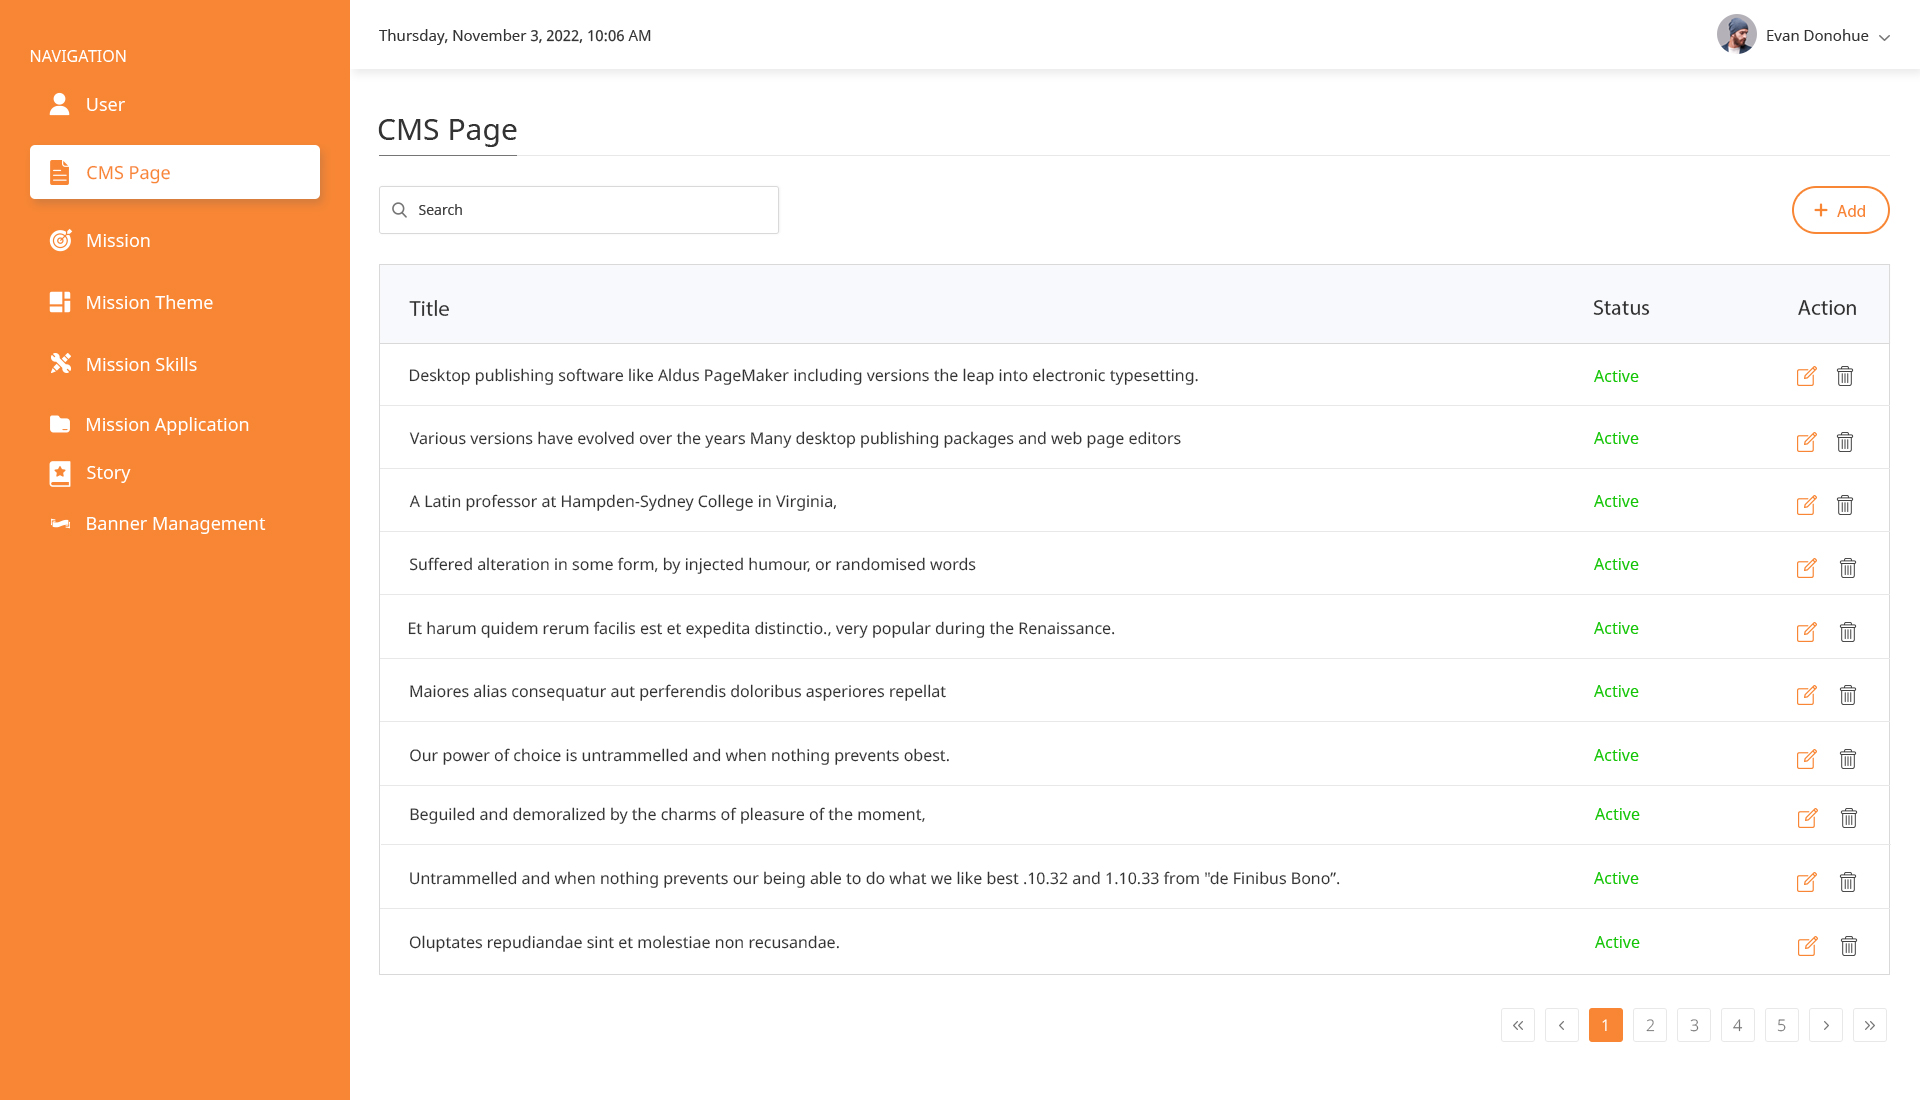 Thursday, November 3, 2022, 10:06 AM
Evan Donohue
NAVIGATION
User
CMS Page
Mission
Mission Theme
Mission Skills
Mission Application
Story
Banner Management
CMS Page
Search
+ Add
Title Status Action
Desktop publishing software like Aldus PageMaker including versions the leap into electronic typesetting. Active
Various versions have evolved over the years Many desktop publishing packages and web page editors Active
A Latin professor at Hampden-Sydney College in Virginia, Active
Suffered alteration in some form, by injected humour, or randomised words Active
Et harum quidem rerum facilis est et expedita distinctio., very popular during the Renaissance. Active
Maiores alias consequatur aut perferendis doloribus asperiores repellat Active
Our power of choice is untrammelled and when nothing prevents obest. Active
Beguiled and demoralized by the charms of pleasure of the moment, Active
Untrammelled and when nothing prevents our being able to do what we like best .10.32 and 1.10.33 from "de Finibus Bono”. Active
Oluptates repudiandae sint et molestiae non recusandae. Active
« ‹ 1 2 3 4 5 › »